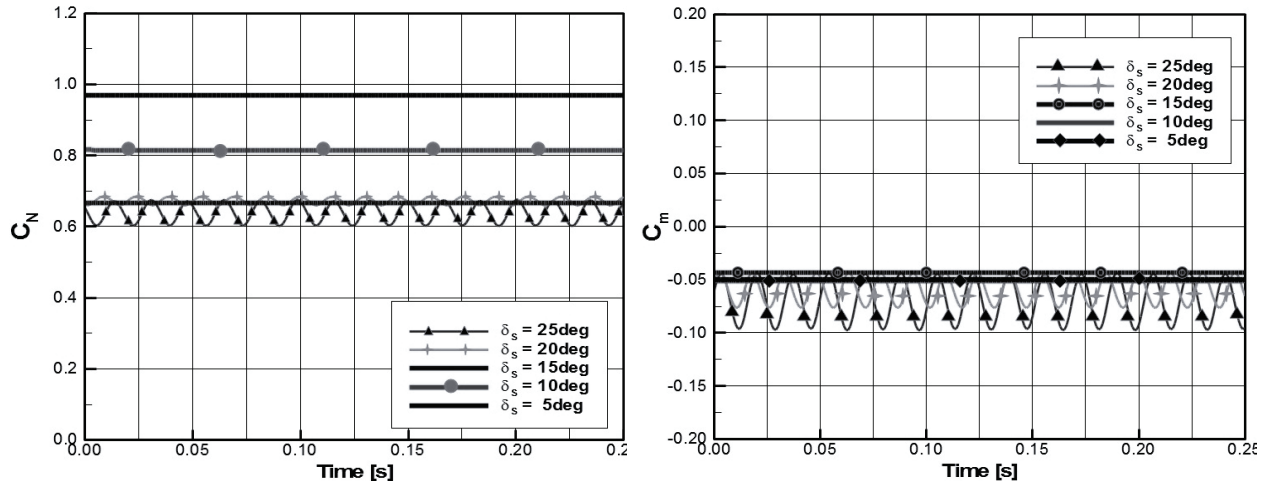 1.2
1.0
0.8
0.6
0.4
0.2
0.0
C_N
δ_s = 25deg
δ_s = 20deg
δ_s = 15deg
δ_s = 10deg
δ_s = 5deg
0.00
0.05
0.10
0.15
0.20
Time [s]
0.20
0.15
0.10
0.05
0.00
-0.05
-0.10
-0.15
-0.20
C_m
δ_s = 25deg
δ_s = 20deg
δ_s = 15deg
δ_s = 10deg
δ_s = 5deg
0.00
0.05
0.10
0.15
0.20
0.25
Time [s]